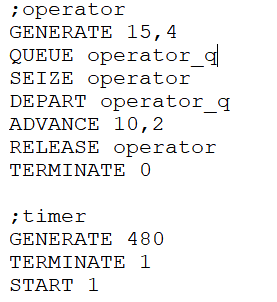 ;operator
GENERATE 15,4
QUEUE operator_q
SEIZE operator
DEPART operator_q
ADVANCE 10,2
RELEASE operator
TERMINATE 0

;timer
GENERATE 480
TERMINATE 1
START 1